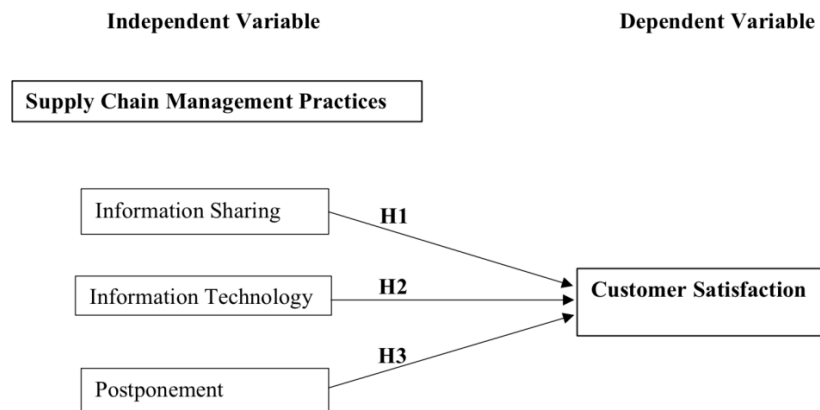 Independent Variable
Dependent Variable
Supply Chain Management Practices
Information Sharing
H1
Information Technology
H2
Customer Satisfaction
H3
Postponement